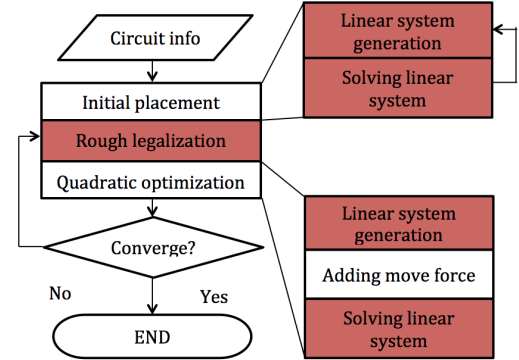 Circuit info
Initial placement
Rough legalization
Quadratic optimization
Converge?
No
Yes
END
Linear system
generation
Solving linear
system
Linear system
generation
Adding move force
Solving linear
system